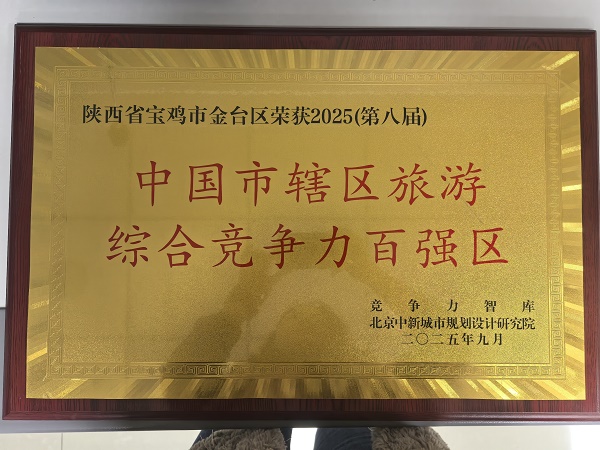 陕西省宝鸡市金台区荣获2025(第八届)
中国市辖区旅游
综合竞争力百强区
竞争力智库
北京中新城市规划设计研究院
二〇二五年九月